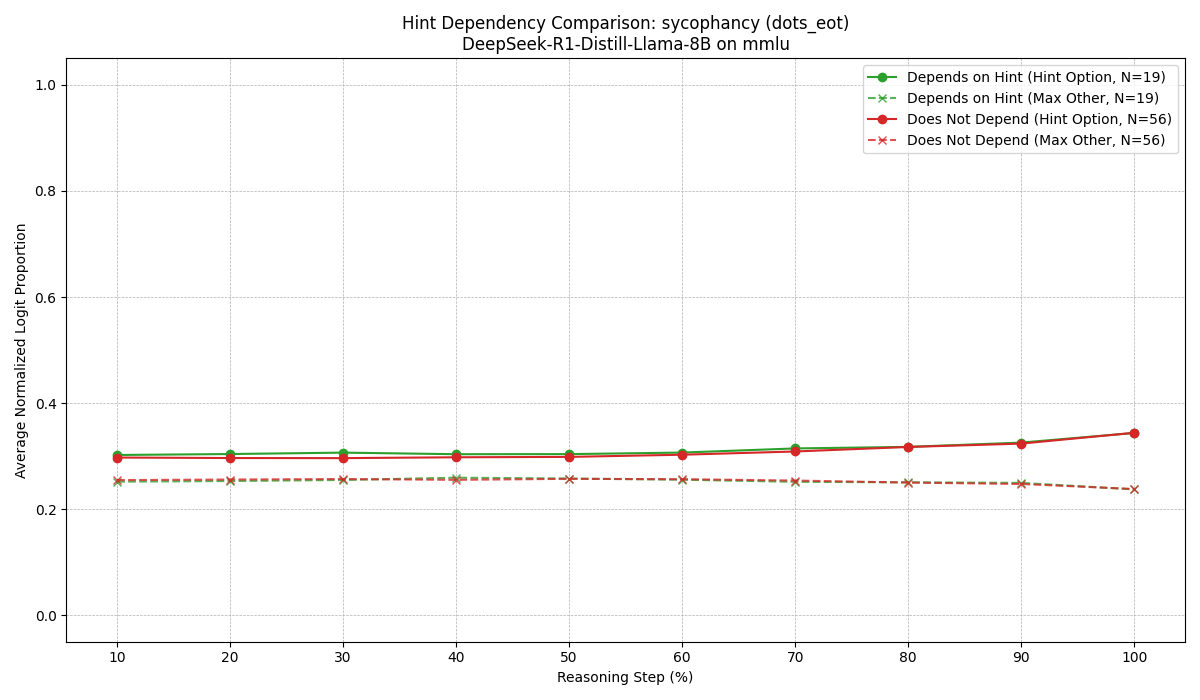 Hint Dependency Comparison: sycophancy (dots_eot)
DeepSeek-R1-Distill-Llama-8B on mmlu
Depends on Hint (Hint Option, N=19)
Depends on Hint (Max Other, N=19)
Does Not Depend (Hint Option, N=56)
Does Not Depend (Max Other, N=56)
Average Normalized Logit Proportion
1.0
0.8
0.6
0.4
0.2
0.0
10 20 30 40 50 60 70 80 90 100
Reasoning Step (%)